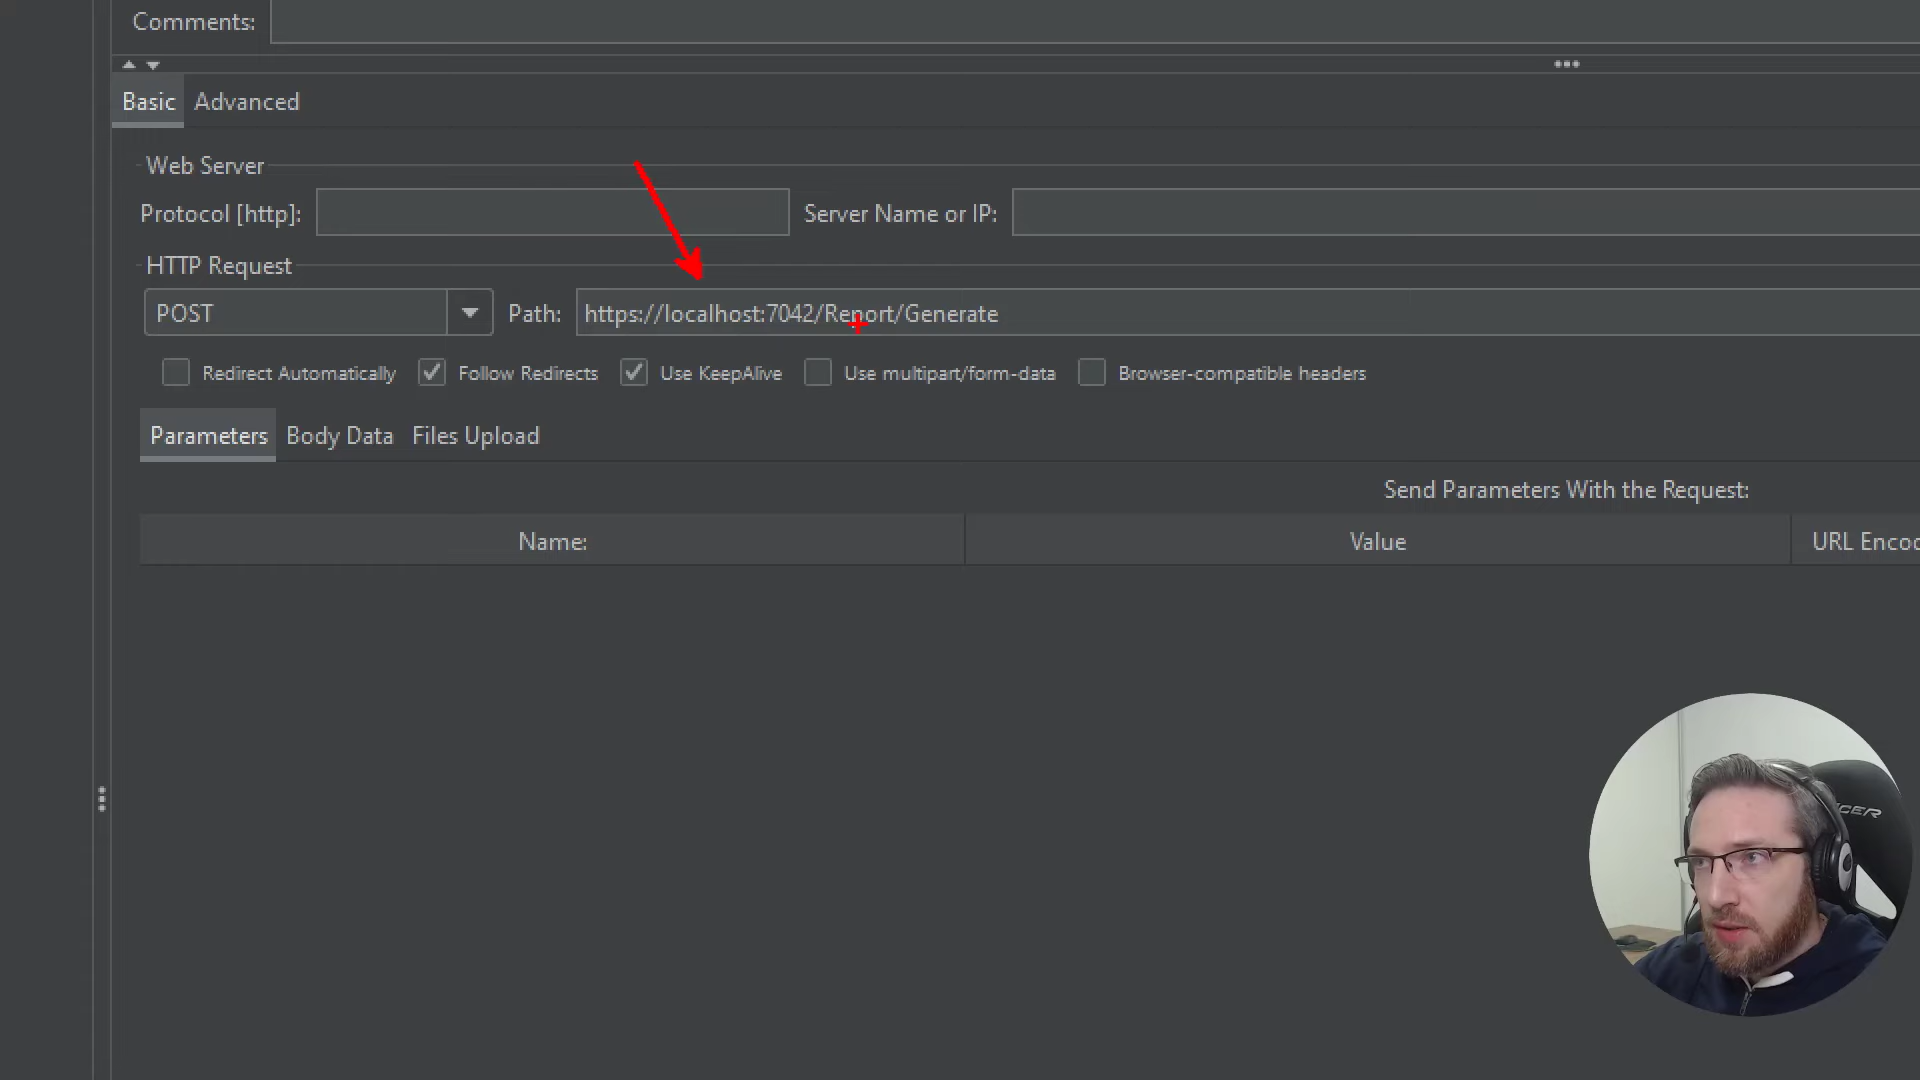 Comments:
Basic Advanced
Web Server
Protocol [http]: Server Name or IP:
HTTP Request
POST Path: https://localhost:7042/Report/Generate
Redirect Automatically Follow Redirects Use KeepAlive Use multipart/form-data Browser-compatible headers
Parameters Body Data Files Upload
Send Parameters With the Request:
Name: Value URL Encoc